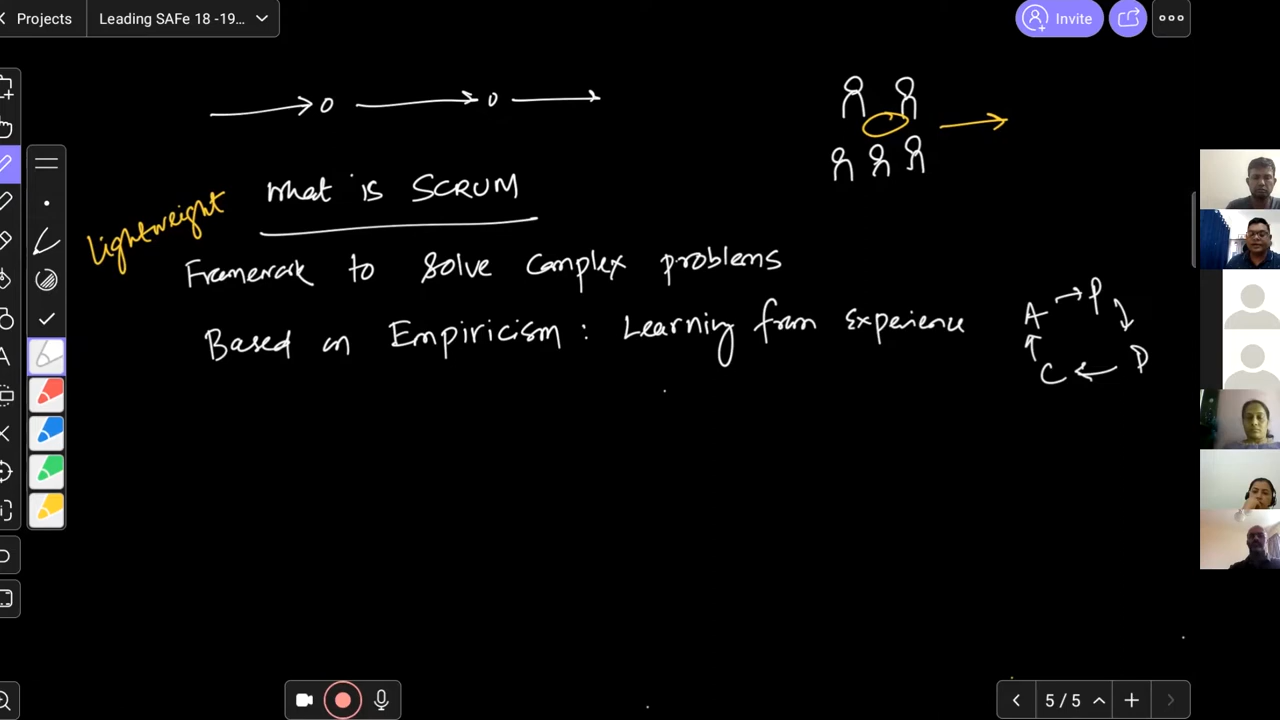 Projects
Leading SAFe 18 -19...
Invite
What is SCRUM
Lightweight
Framework to solve complex problems
Based on Empiricism : Learning from experience
A P
C D
5/5